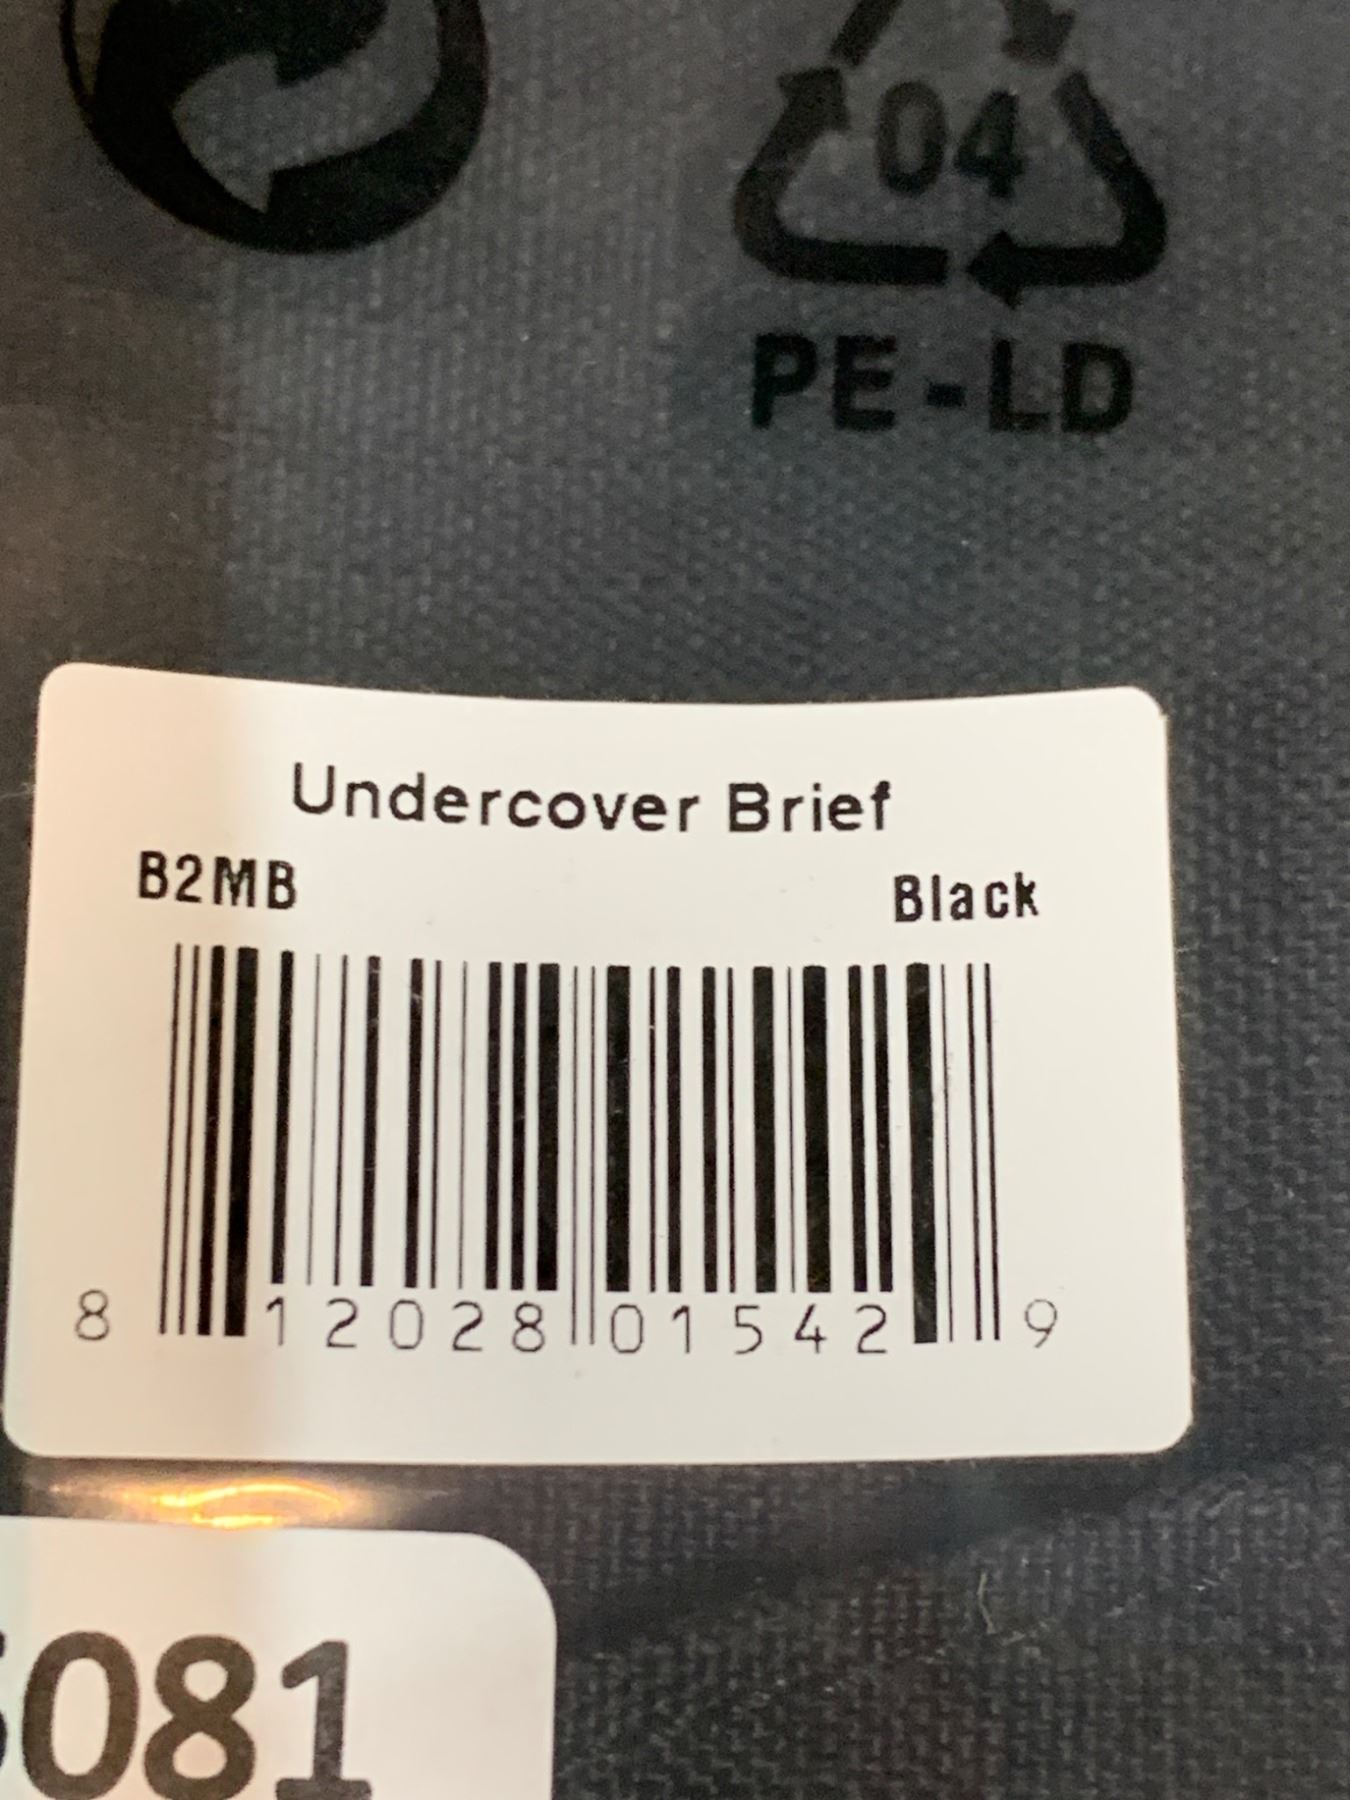 04
PE-LD
Undercover Brief
B2MB Black
8 12028 01542 9
081